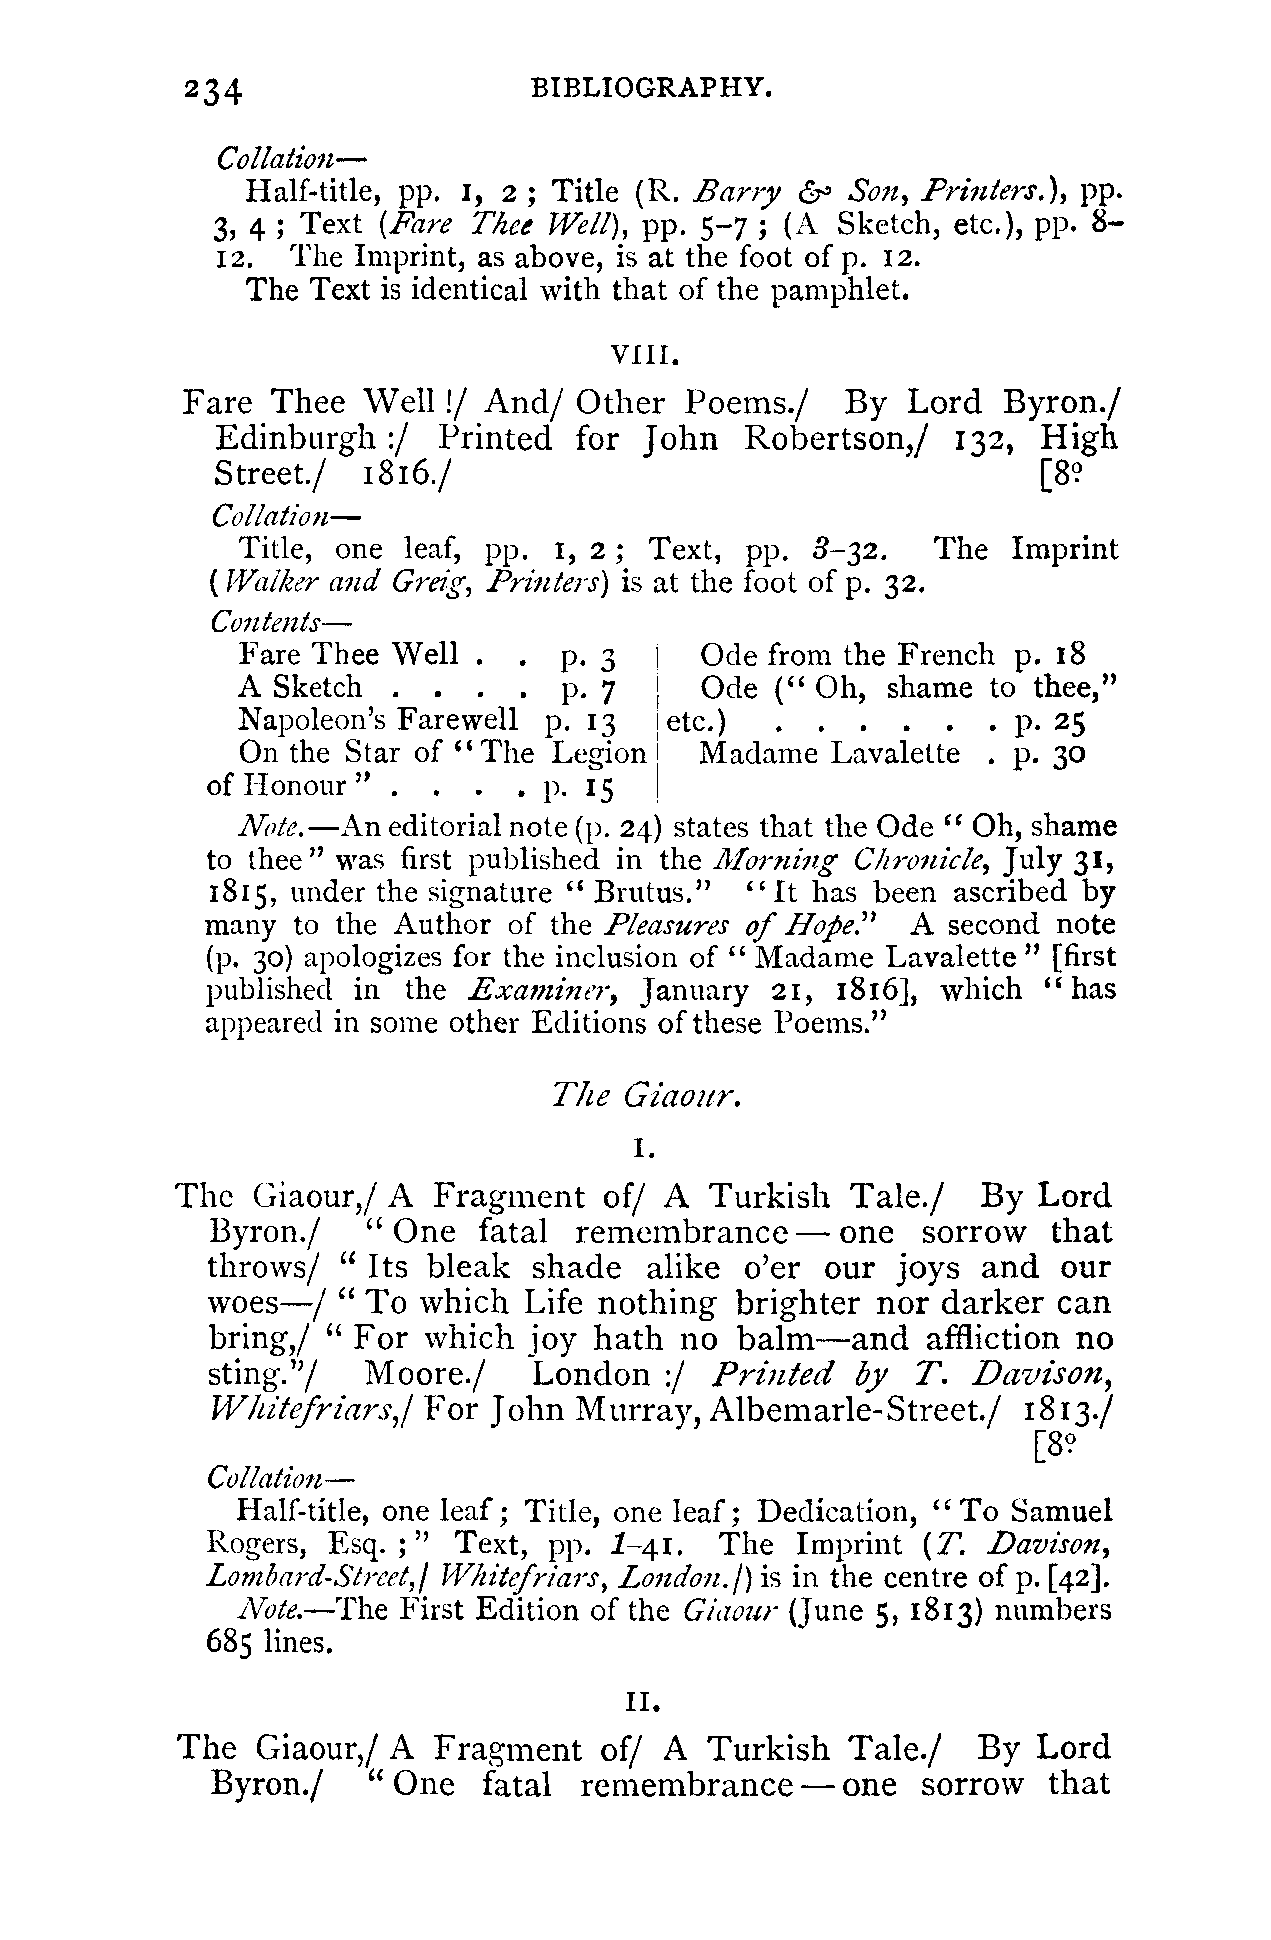 234 BIBLIOGRAPHY.
Collation—
Half-title, pp. 1, 2 ; Title (R. Barry & Son, Printers.), pp.
3, 4 ; Text (Fare Thee Well), pp. 5-7 ; (A Sketch, etc.), pp. 8-
12. The Imprint, as above, is at the foot of p. 12.
The Text is identical with that of the pamphlet.
VIII.
Fare Thee Well !/ And/ Other Poems./ By Lord Byron./
Edinburgh :/ Printed for John Robertson,/ 132, High
Street./ 1816./ [8º
Collation—
Title, one leaf, pp. 1, 2 ; Text, pp. 3-32. The Imprint
(Walker and Greig, Printers) is at the foot of p. 32.
Contents—
Fare Thee Well . . p. 3
A Sketch . . . . p. 7
Napoleon's Farewell p. 13
On the Star of "The Legion
of Honour" . . . . p. 15
Ode from the French p. 18
Ode ("Oh, shame to thee,"
etc.) . . . . . . p. 25
Madame Lavalette . p. 30
Note.—An editorial note (p. 24) states that the Ode "Oh, shame
to thee" was first published in the Morning Chronicle, July 31,
1815, under the signature "Brutus." "It has been ascribed by
many to the Author of the Pleasures of Hope." A second note
(p. 30) apologizes for the inclusion of "Madame Lavalette" [first
published in the Examiner, January 21, 1816], which "has
appeared in some other Editions of these Poems."
The Giaour.
I.
The Giaour,/ A Fragment of/ A Turkish Tale./ By Lord
Byron./ "One fatal remembrance—one sorrow that
throws/ "Its bleak shade alike o'er our joys and our
woes—/ "To which Life nothing brighter nor darker can
bring,/ "For which joy hath no balm—and affliction no
sting."/ Moore./ London :/ Printed by T. Davison,
Whitefriars,/ For John Murray, Albemarle-Street./ 1813./
[8º
Collation—
Half-title, one leaf ; Title, one leaf ; Dedication, "To Samuel
Rogers, Esq. ;" Text, pp. 1-41. The Imprint (T. Davison,
Lombard-Street,/ Whitefriars, London./) is in the centre of p. [42].
Note.—The First Edition of the Giaour (June 5, 1813) numbers
685 lines.
II.
The Giaour,/ A Fragment of/ A Turkish Tale./ By Lord
Byron./ "One fatal remembrance—one sorrow that